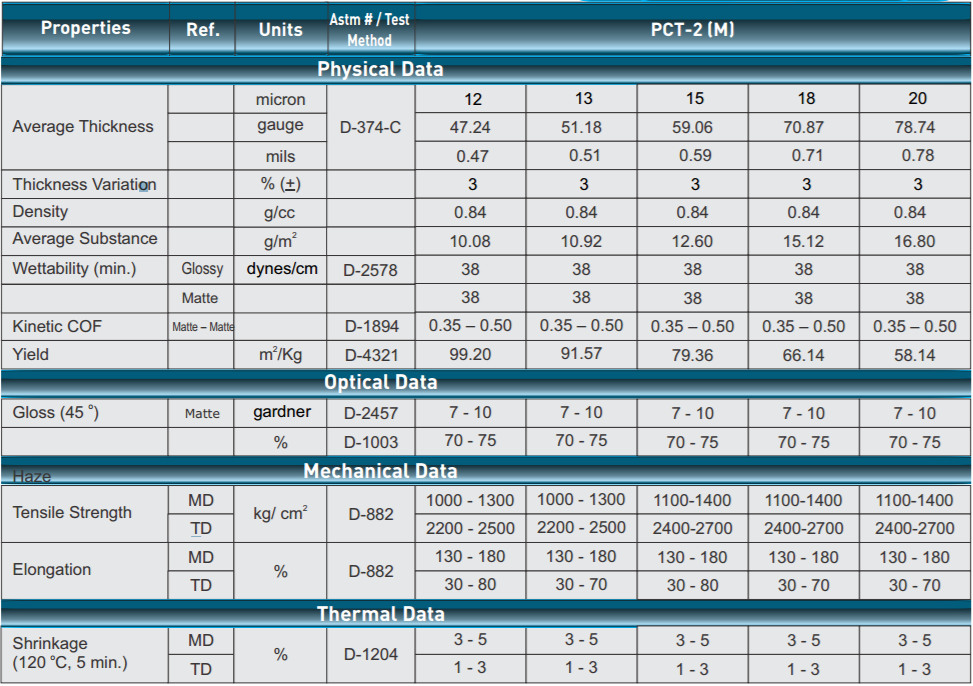 Properties Ref. Units Astm # / Test Method PCT-2 (M)
Physical Data
Average Thickness micron D-374-C 12 13 15 18 20
gauge 47.24 51.18 59.06 70.87 78.74
mils 0.47 0.51 0.59 0.71 0.78
Thickness Variation % (±) 3 3 3 3 3
Density g/cc 0.84 0.84 0.84 0.84 0.84
Average Substance g/m² 10.08 10.92 12.60 15.12 16.80
Wettability (min.) Glossy dynes/cm D-2578 38 38 38 38 38
Matte 38 38 38 38 38
Kinetic COF Matte – Matte D-1894 0.35 – 0.50 0.35 – 0.50 0.35 – 0.50 0.35 – 0.50 0.35 – 0.50
Yield m²/Kg D-4321 99.20 91.57 79.36 66.14 58.14
Optical Data
Gloss (45 °) Matte gardner D-2457 7 - 10 7 - 10 7 - 10 7 - 10 7 - 10
% D-1003 70 - 75 70 - 75 70 - 75 70 - 75 70 - 75
Haze
Mechanical Data
Tensile Strength MD kg/ cm² D-882 1000 - 1300 1000 - 1300 1100-1400 1100-1400 1100-1400
TD 2200 - 2500 2200 - 2500 2400-2700 2400-2700 2400-2700
Elongation MD % D-882 130 - 180 130 - 180 130 - 180 130 - 180 130 - 180
TD 30 - 80 30 - 70 30 - 80 30 - 70 30 - 70
Thermal Data
Shrinkage (120 °C, 5 min.) MD % D-1204 3 - 5 3 - 5 3 - 5 3 - 5 3 - 5
TD 1 - 3 1 - 3 1 - 3 1 - 3 1 - 3